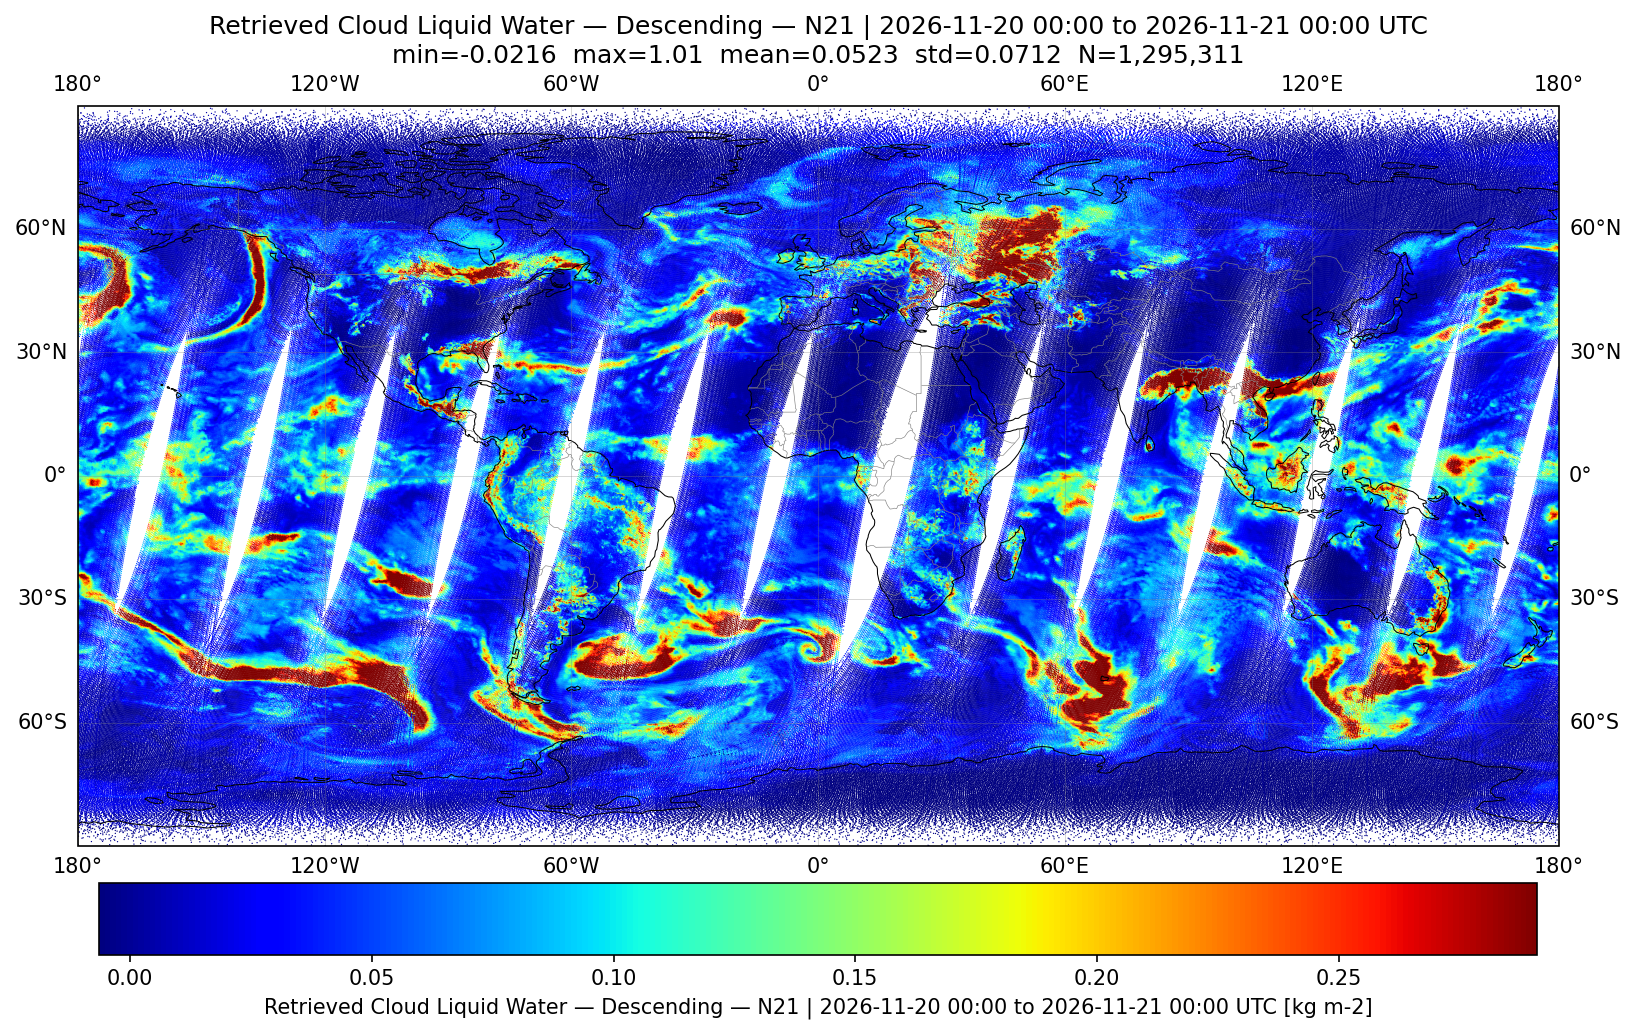 Retrieved Cloud Liquid Water — Descending — N21 | 2026-11-20 00:00 to 2026-11-21 00:00 UTC
min=-0.0216  max=1.01  mean=0.0523  std=0.0712  N=1,295,311
180° 120°W 60°W 0° 60°E 120°E 180°
60°N 60°N
30°N 30°N
0° 0°
30°S 30°S
60°S 60°S
180° 120°W 60°W 0° 60°E 120°E 180°
0.00 0.05 0.10 0.15 0.20 0.25
Retrieved Cloud Liquid Water — Descending — N21 | 2026-11-20 00:00 to 2026-11-21 00:00 UTC [kg m-2]